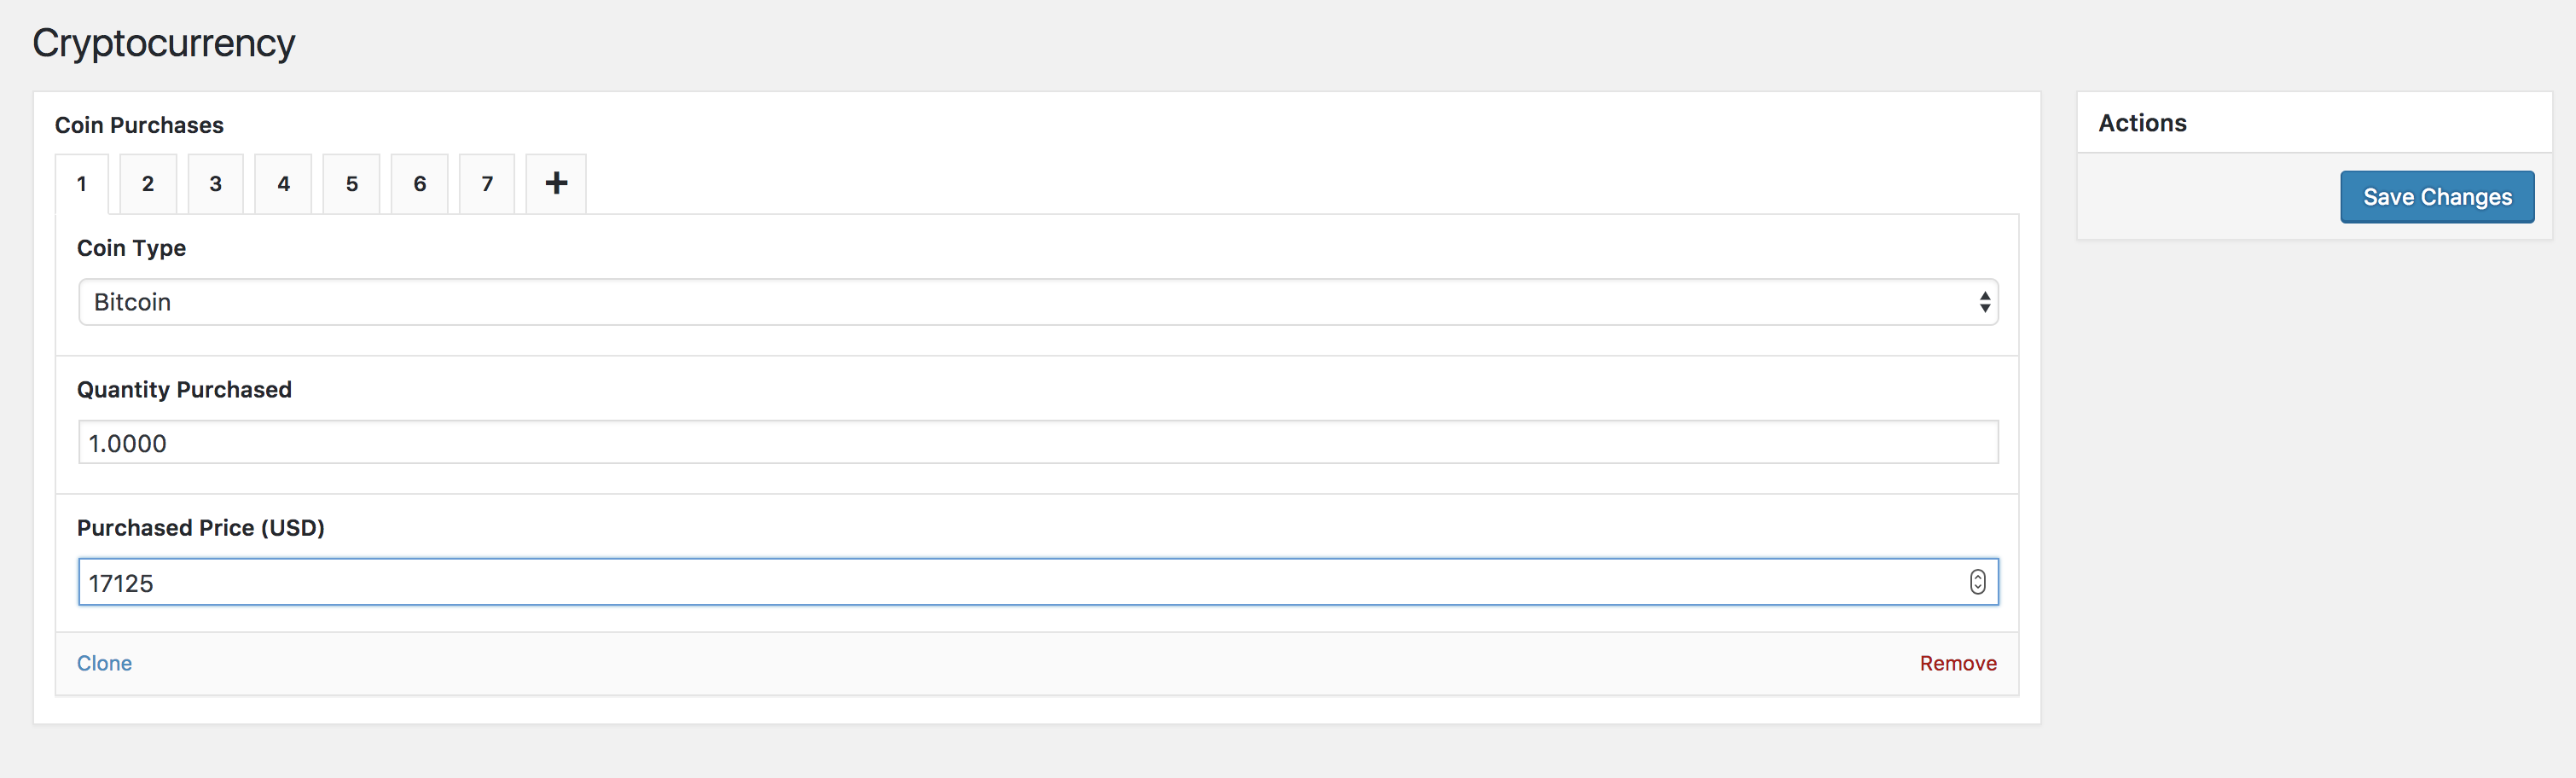 Cryptocurrency
Coin Purchases
1 2 3 4 5 6 7 +
Coin Type
Bitcoin
Quantity Purchased
1.0000
Purchased Price (USD)
17125
Clone Remove
Actions
Save Changes